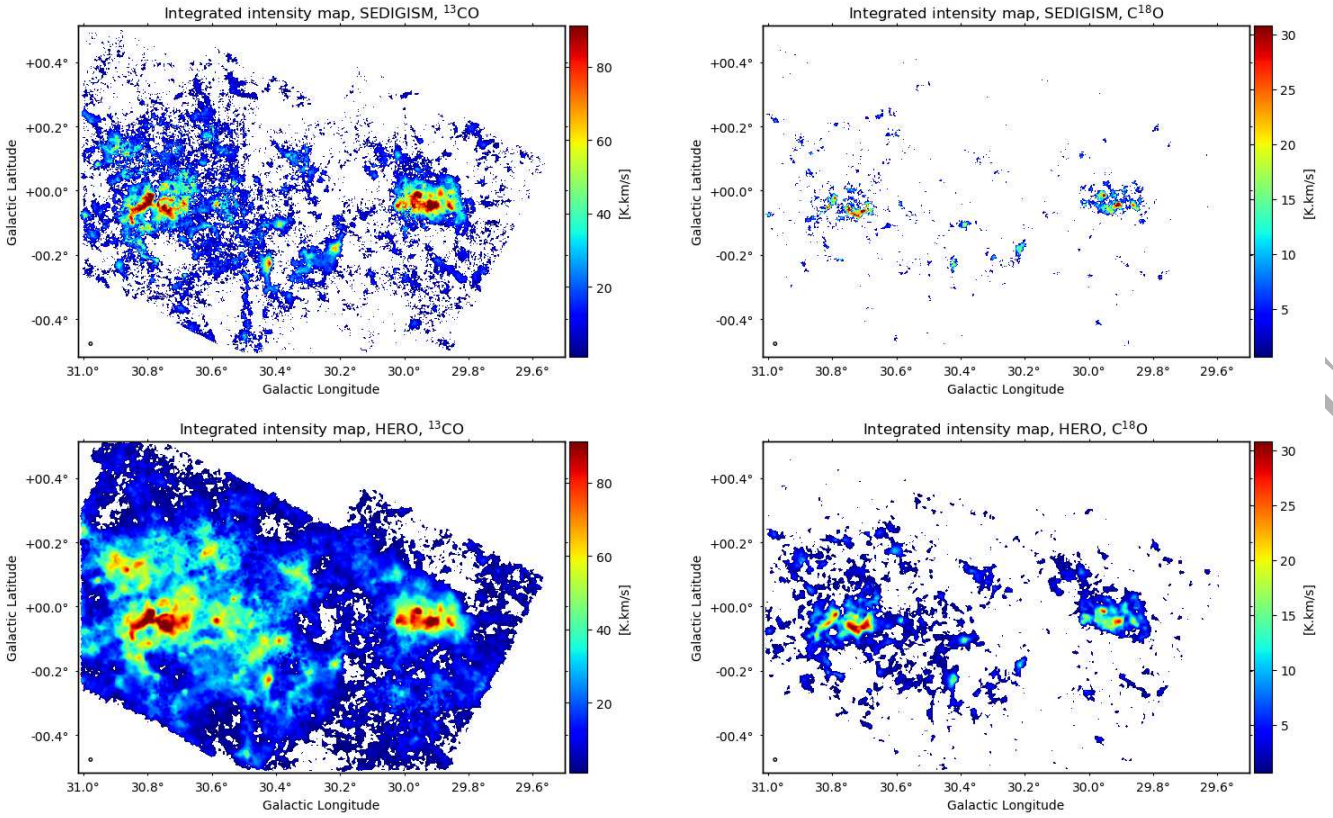 Integrated intensity map, SEDIGISM, ¹³CO
+00.4°
+00.2°
+00.0°
-00.2°
-00.4°
Galactic Latitude
31.0° 30.8° 30.6° 30.4° 30.2° 30.0° 29.8° 29.6°
Galactic Longitude
80
60
40
20
[K.km/s]
Integrated intensity map, SEDIGISM, C¹⁸O
+00.4°
+00.2°
+00.0°
-00.2°
-00.4°
Galactic Latitude
31.0° 30.8° 30.6° 30.4° 30.2° 30.0° 29.8° 29.6°
Galactic Longitude
30
25
20
15
10
5
[K.km/s]
Integrated intensity map, HERO, ¹³CO
+00.4°
+00.2°
+00.0°
-00.2°
-00.4°
Galactic Latitude
31.0° 30.8° 30.6° 30.4° 30.2° 30.0° 29.8° 29.6°
Galactic Longitude
80
60
40
20
[K.km/s]
Integrated intensity map, HERO, C¹⁸O
+00.4°
+00.2°
+00.0°
-00.2°
-00.4°
Galactic Latitude
31.0° 30.8° 30.6° 30.4° 30.2° 30.0° 29.8° 29.6°
Galactic Longitude
30
25
20
15
10
5
[K.km/s]